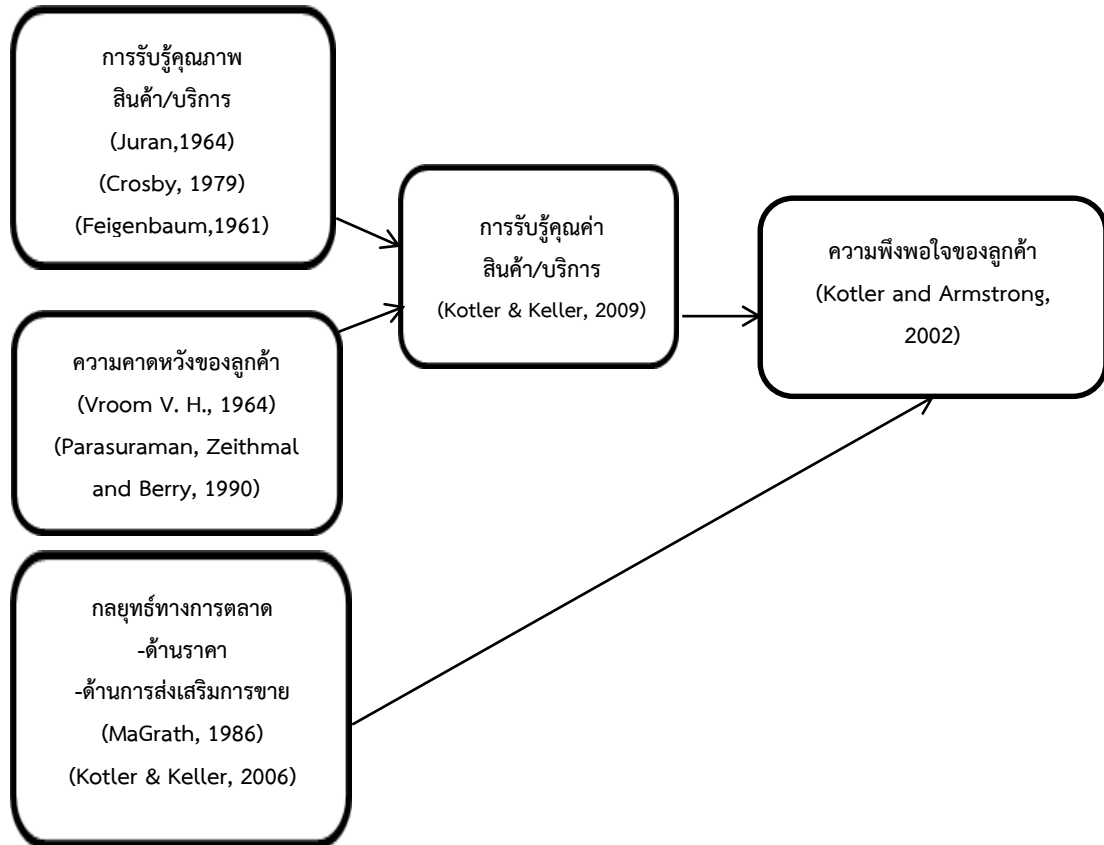 การรับรู้คุณภาพ
สินค้า/บริการ
(Juran,1964)
(Crosby, 1979)
(Feigenbaum,1961)
ความคาดหวังของลูกค้า
(Vroom V. H., 1964)
(Parasuraman, Zeithmal
and Berry, 1990)
กลยุทธ์ทางการตลาด
-ด้านราคา
-ด้านการส่งเสริมการขาย
(MaGrath, 1986)
(Kotler & Keller, 2006)
การรับรู้คุณค่า
สินค้า/บริการ
(Kotler & Keller, 2009)
ความพึงพอใจของลูกค้า
(Kotler and Armstrong,
2002)